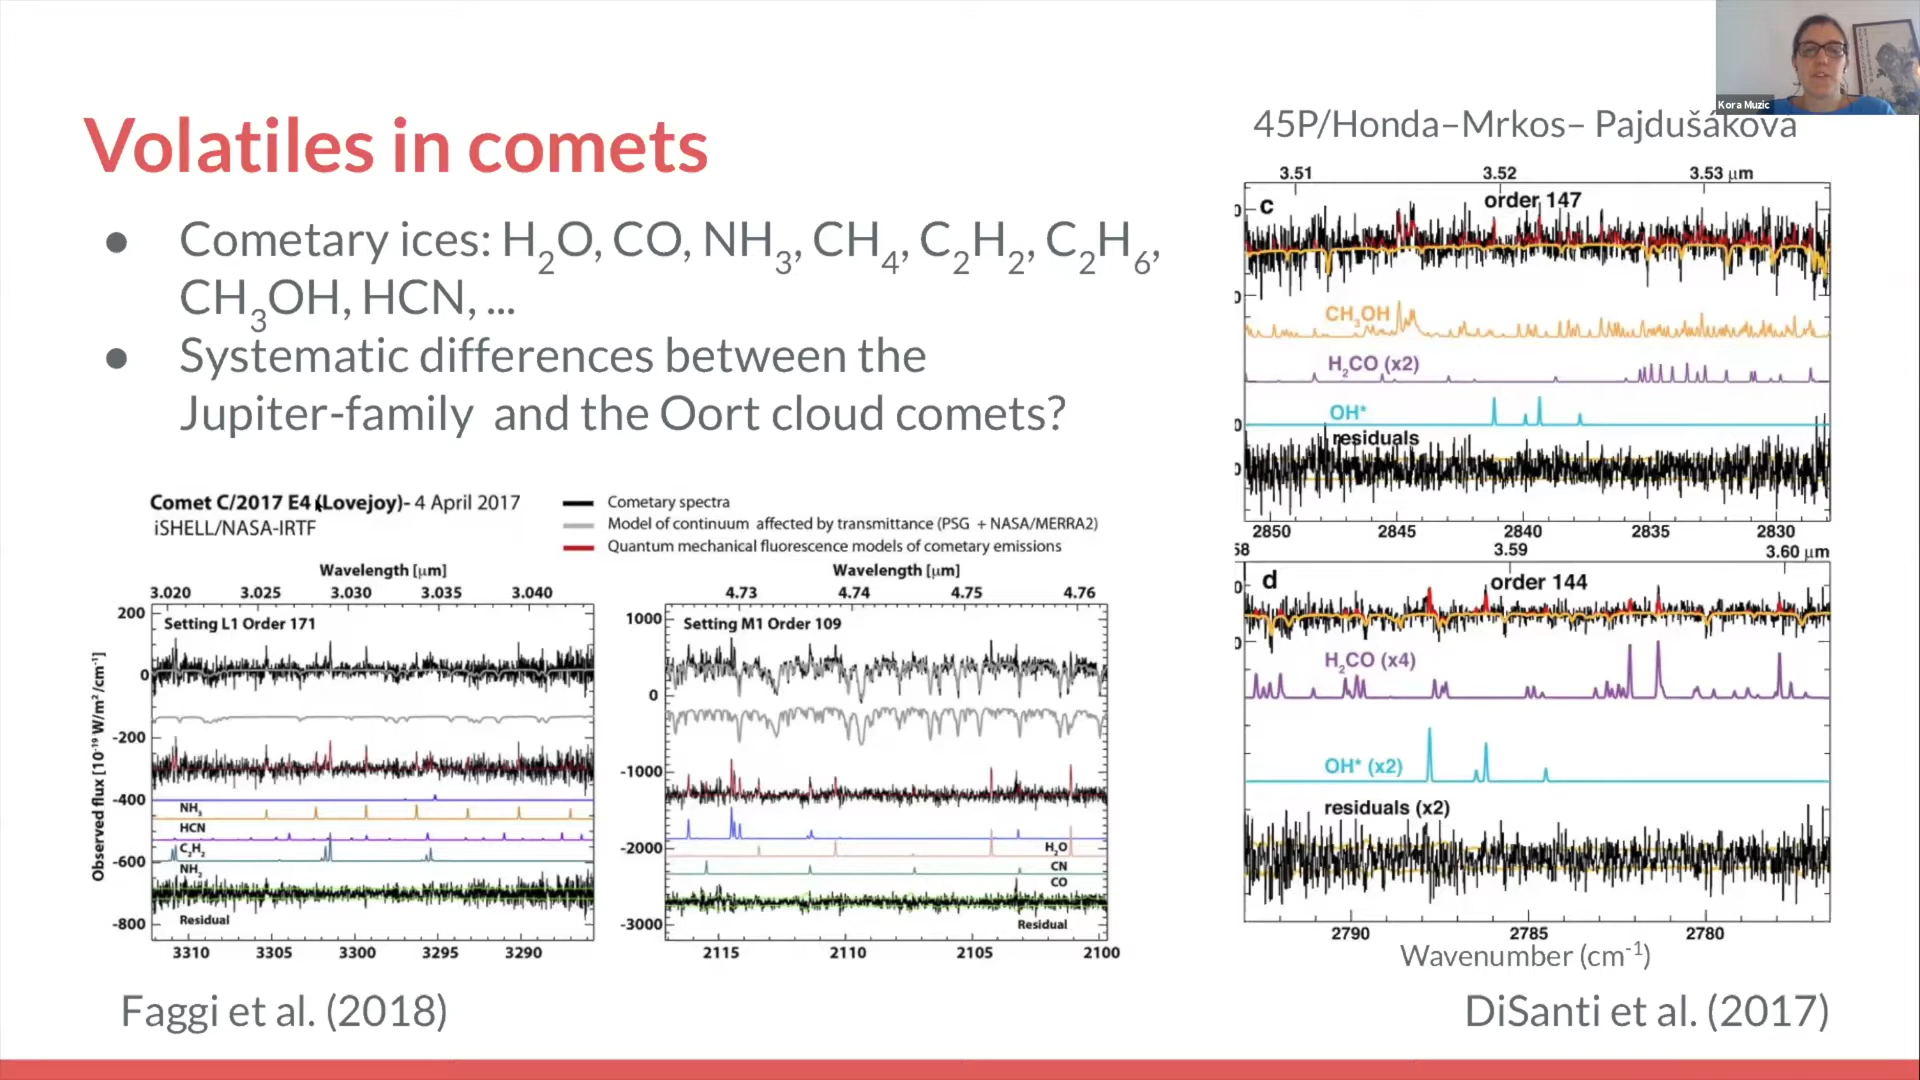 Kora Muzic
Volatiles in comets
● Cometary ices: H2O, CO, NH3, CH4, C2H2, C2H6,
CH3OH, HCN, ...
● Systematic differences between the
Jupiter-family and the Oort cloud comets?
Comet C/2017 E4 (Lovejoy)- 4 April 2017
iSHELL/NASA-IRTF
Cometary spectra
Model of continuum affected by transmittance (PSG + NASA/MERRA2)
Quantum mechanical fluorescence models of cometary emissions
Wavelength [μm]
3.020 3.025 3.030 3.035 3.040
Setting L1 Order 171
Observed flux [10⁻¹⁹ W/m²/cm⁻¹]
200
0
-200
-400
-600
-800
NH3
HCN
C2H2
NH2
Residual
3310 3305 3300 3295 3290
Wavelength [μm]
4.73 4.74 4.75 4.76
Setting M1 Order 109
1000
0
-1000
-2000
-3000
H2O
CN
CO
Residual
2115 2110 2105 2100
Faggi et al. (2018)
45P/Honda–Mrkos– Pajdušáková
3.51 3.52 3.53 μm
c order 147
CH3OH
H2CO (x2)
OH*
residuals
2850 2845 2840 2835 2830
58 3.59 3.60 μm
d order 144
H2CO (x4)
OH* (x2)
residuals (x2)
2790 2785 2780
Wavenumber (cm⁻¹)
DiSanti et al. (2017)